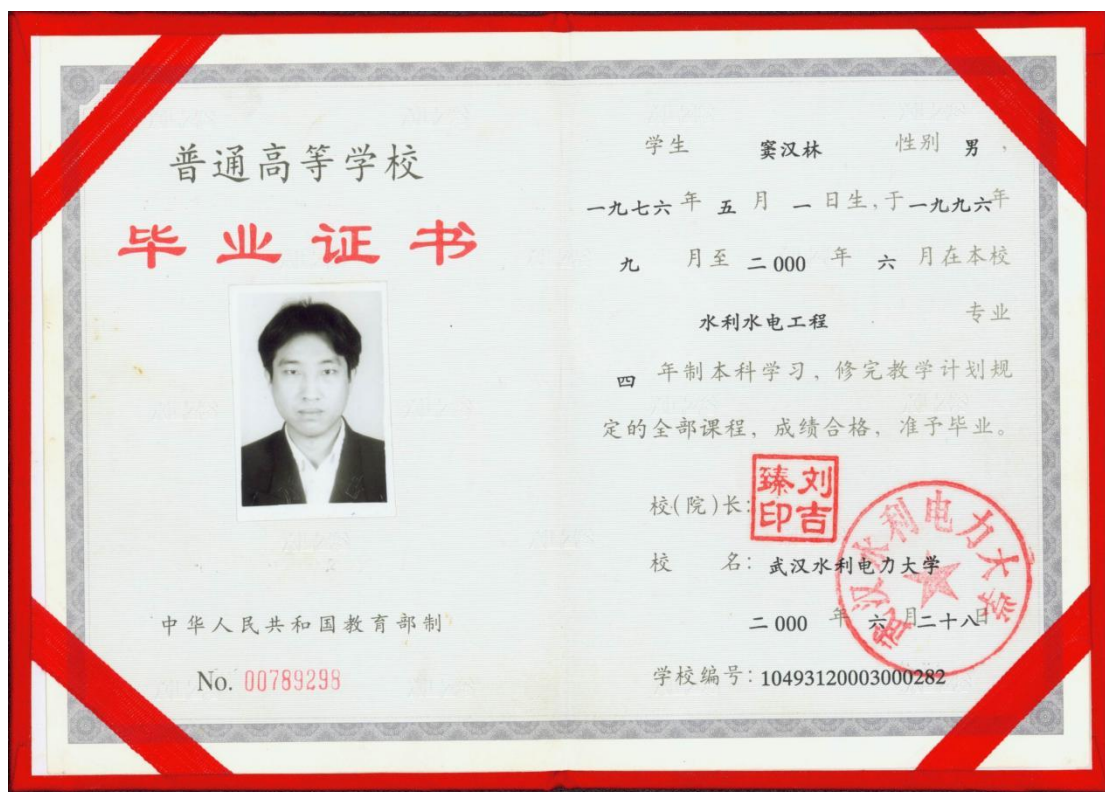 普通高等学校
毕业证书
中华人民共和国教育部制
No. 00789298
学生 窦汉林 性别 男,
一九七六年 五 月 一 日生,于一九九六年
九 月至 二000 年 六 月在本校
水利水电工程 专业
四 年制本科学习,修完教学计划规
定的全部课程,成绩合格,准予毕业。
校(院)长:
刘吉臻印
校 名: 武汉水利电力大学
武汉水利电力大学
二000 年 六 月二十八日
学校编号: 10493120003000282